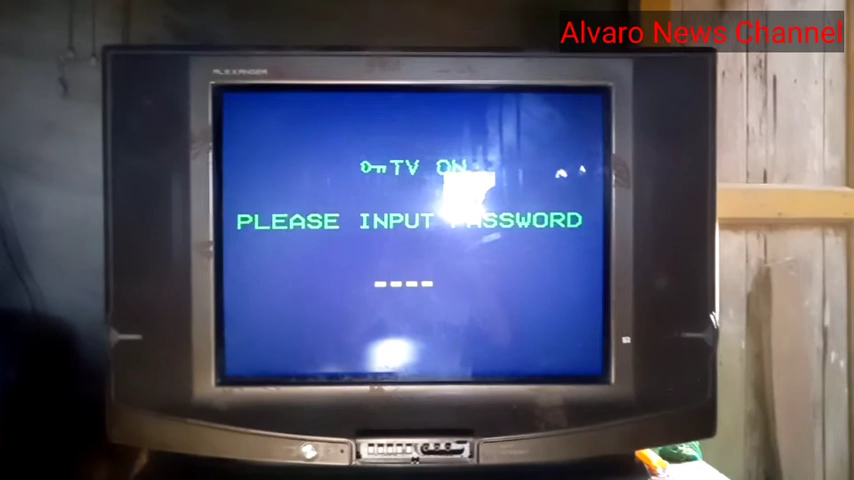 Alvaro News Channel
ALEXANDER
TV ON
PLEASE INPUT PASSWORD